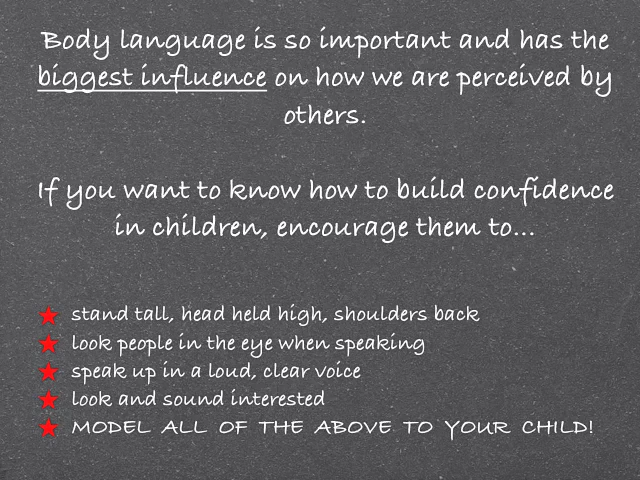 Body language is so important and has the
biggest influence on how we are perceived by
others.
If you want to know how to build confidence
in children, encourage them to...
stand tall, head held high, shoulders back
look people in the eye when speaking
speak up in a loud, clear voice
look and sound interested
MODEL ALL OF THE ABOVE TO YOUR CHILD!